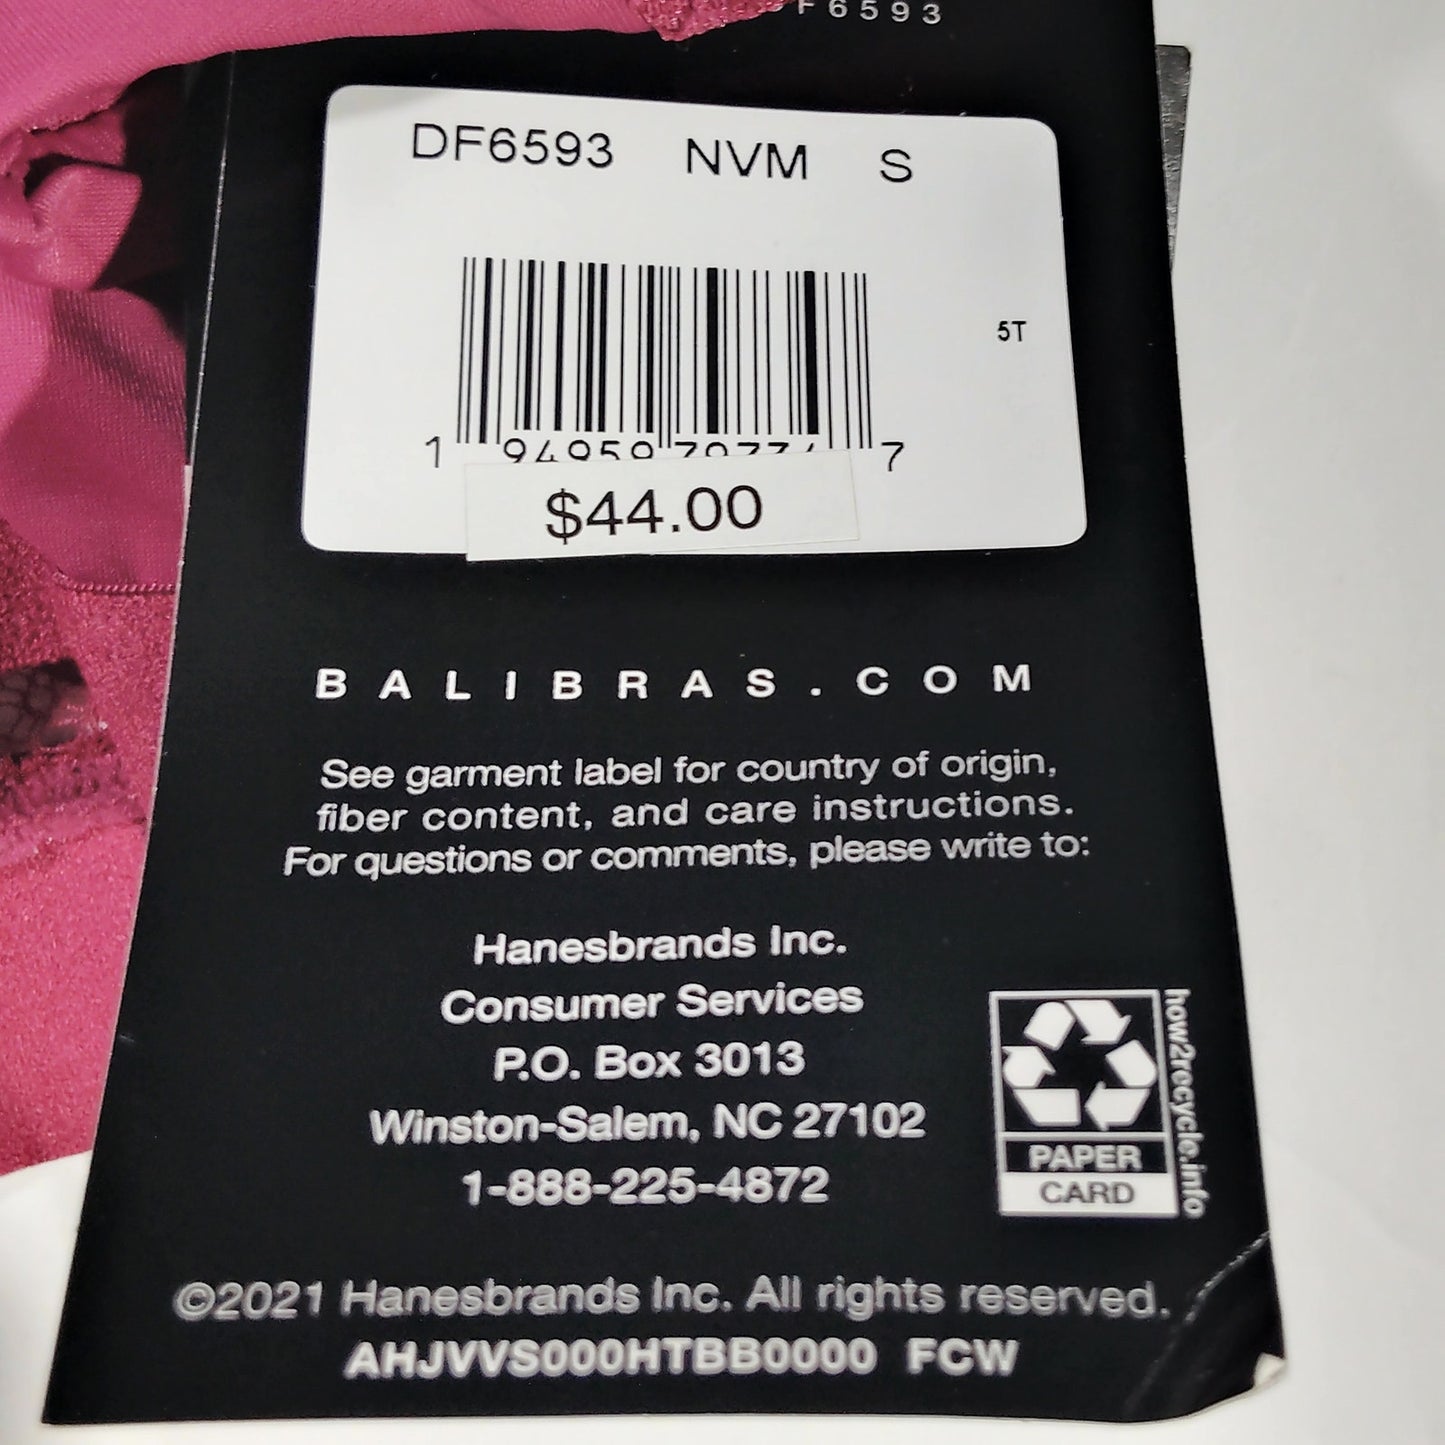 F6593
DF6593 NVM S
5T
1 94959 7
$44.00
BALIBRAS.COM
See garment label for country of origin,
fiber content, and care instructions.
For questions or comments, please write to:
Hanesbrands Inc.
Consumer Services
P.O. Box 3013
Winston-Salem, NC 27102
1-888-225-4872
how2recycle.info
PAPER
CARD
©2021 Hanesbrands Inc. All rights reserved.
AHJVVS000HTBB0000 FCW